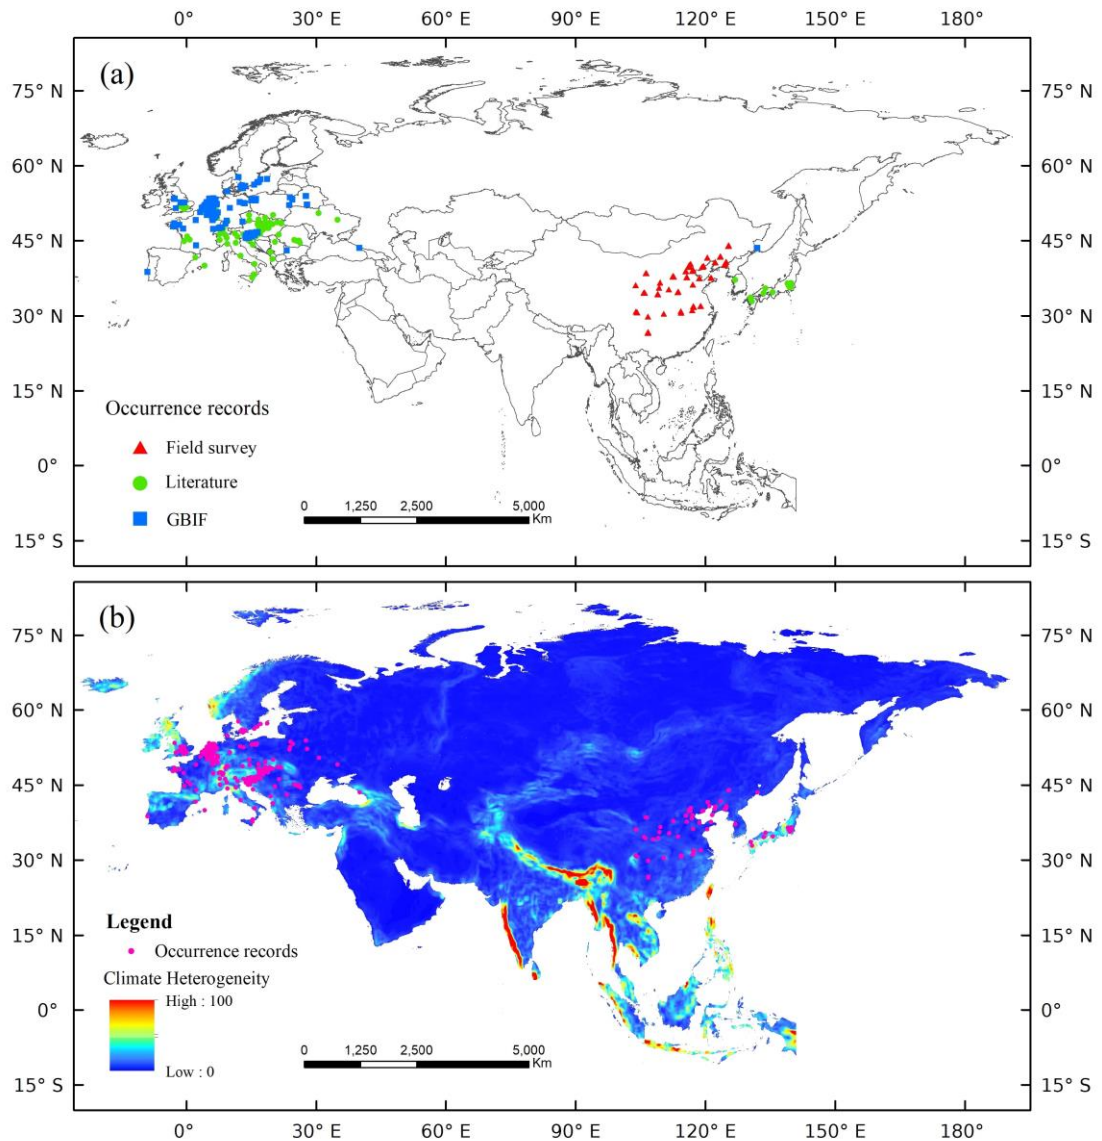 0° 30° E 60° E 90° E 120° E 150° E 180°
(a)
75° N 75° N
60° N 60° N
45° N 45° N
30° N 30° N
15° N 15° N
Occurrence records
Field survey
0° 0°
Literature
GBIF
0 1,250 2,500 5,000
Km
15° S 15° S
(b)
75° N 75° N
60° N 60° N
45° N 45° N
30° N 30° N
Legend
15° N 15° N
Occurrence records
Climate Heterogeneity
High : 100
0° 0°
Low : 0
0 1,250 2,500 5,000
Km
15° S 15° S
0° 30° E 60° E 90° E 120° E 150° E 180°